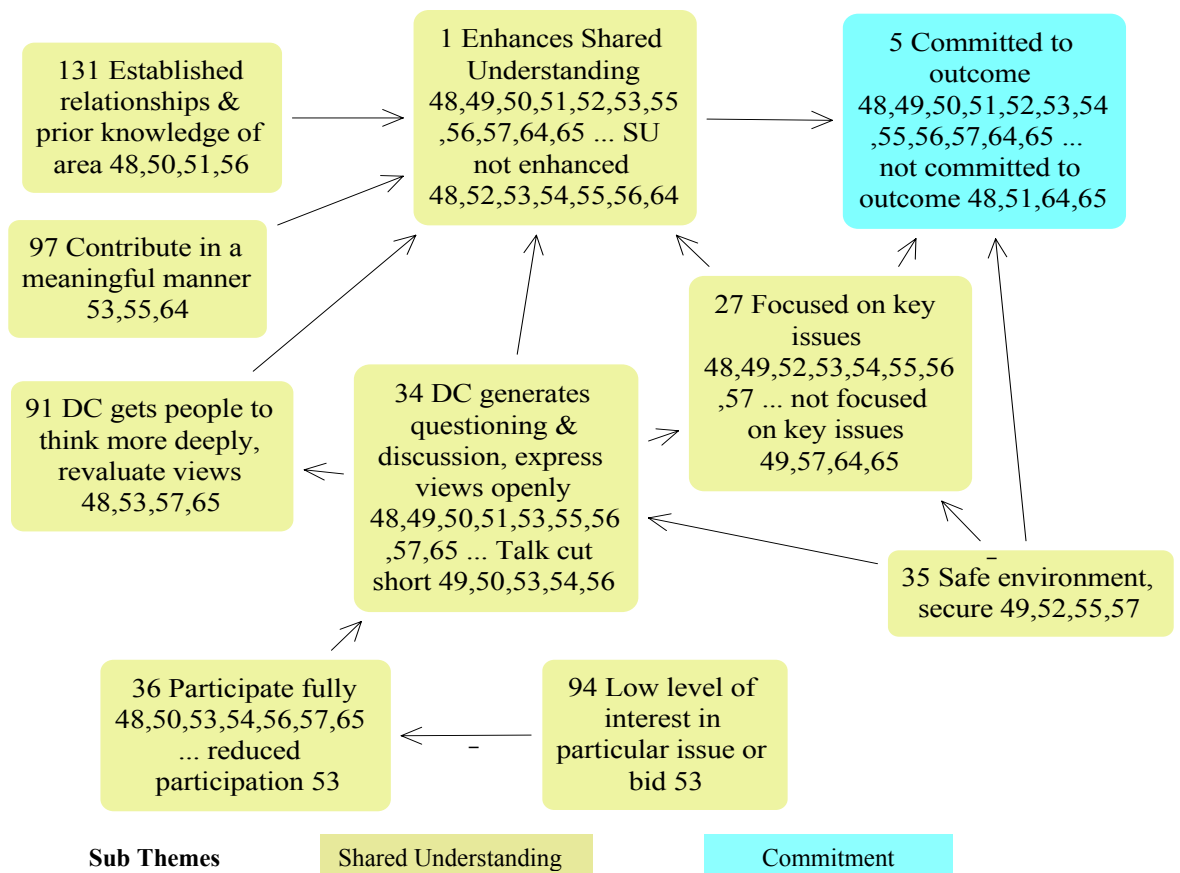 131 Established
relationships &
prior knowledge of
area 48,50,51,56
1 Enhances Shared
Understanding
48,49,50,51,52,53,55
,56,57,64,65 ... SU
not enhanced
48,52,53,54,55,56,64
5 Committed to
outcome
48,49,50,51,52,53,54
,55,56,57,64,65 ...
not committed to
outcome 48,51,64,65
97 Contribute in a
meaningful manner
53,55,64
27 Focused on key
issues
48,49,52,53,54,55,56
,57 ... not focused
on key issues
49,57,64,65
91 DC gets people to
think more deeply,
revaluate views
48,53,57,65
34 DC generates
questioning &
discussion, express
views openly
48,49,50,51,53,55,56
,57,65 ... Talk cut
short 49,50,53,54,56
-
35 Safe environment,
secure 49,52,55,57
36 Participate fully
48,50,53,54,56,57,65
... reduced
participation 53
-
94 Low level of
interest in
particular issue or
bid 53
Sub Themes
Shared Understanding
Commitment